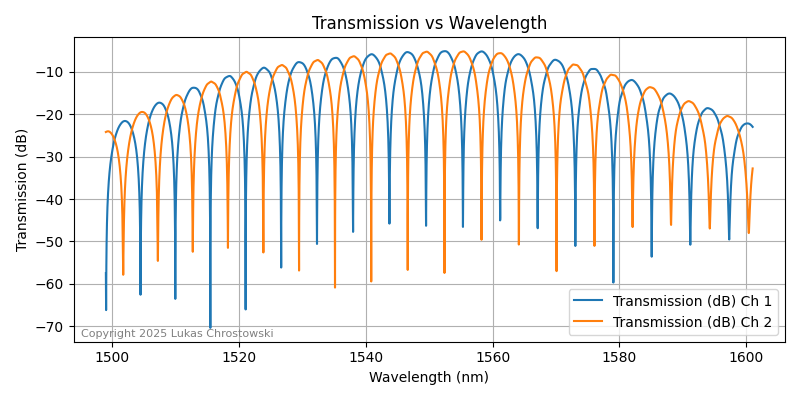 Transmission vs Wavelength
Transmission (dB)
−10
−20
−30
−40
−50
−60
−70
Transmission (dB) Ch 1
Transmission (dB) Ch 2
Copyright 2025 Lukas Chrostowski
1500
1520
1540
1560
1580
1600
Wavelength (nm)